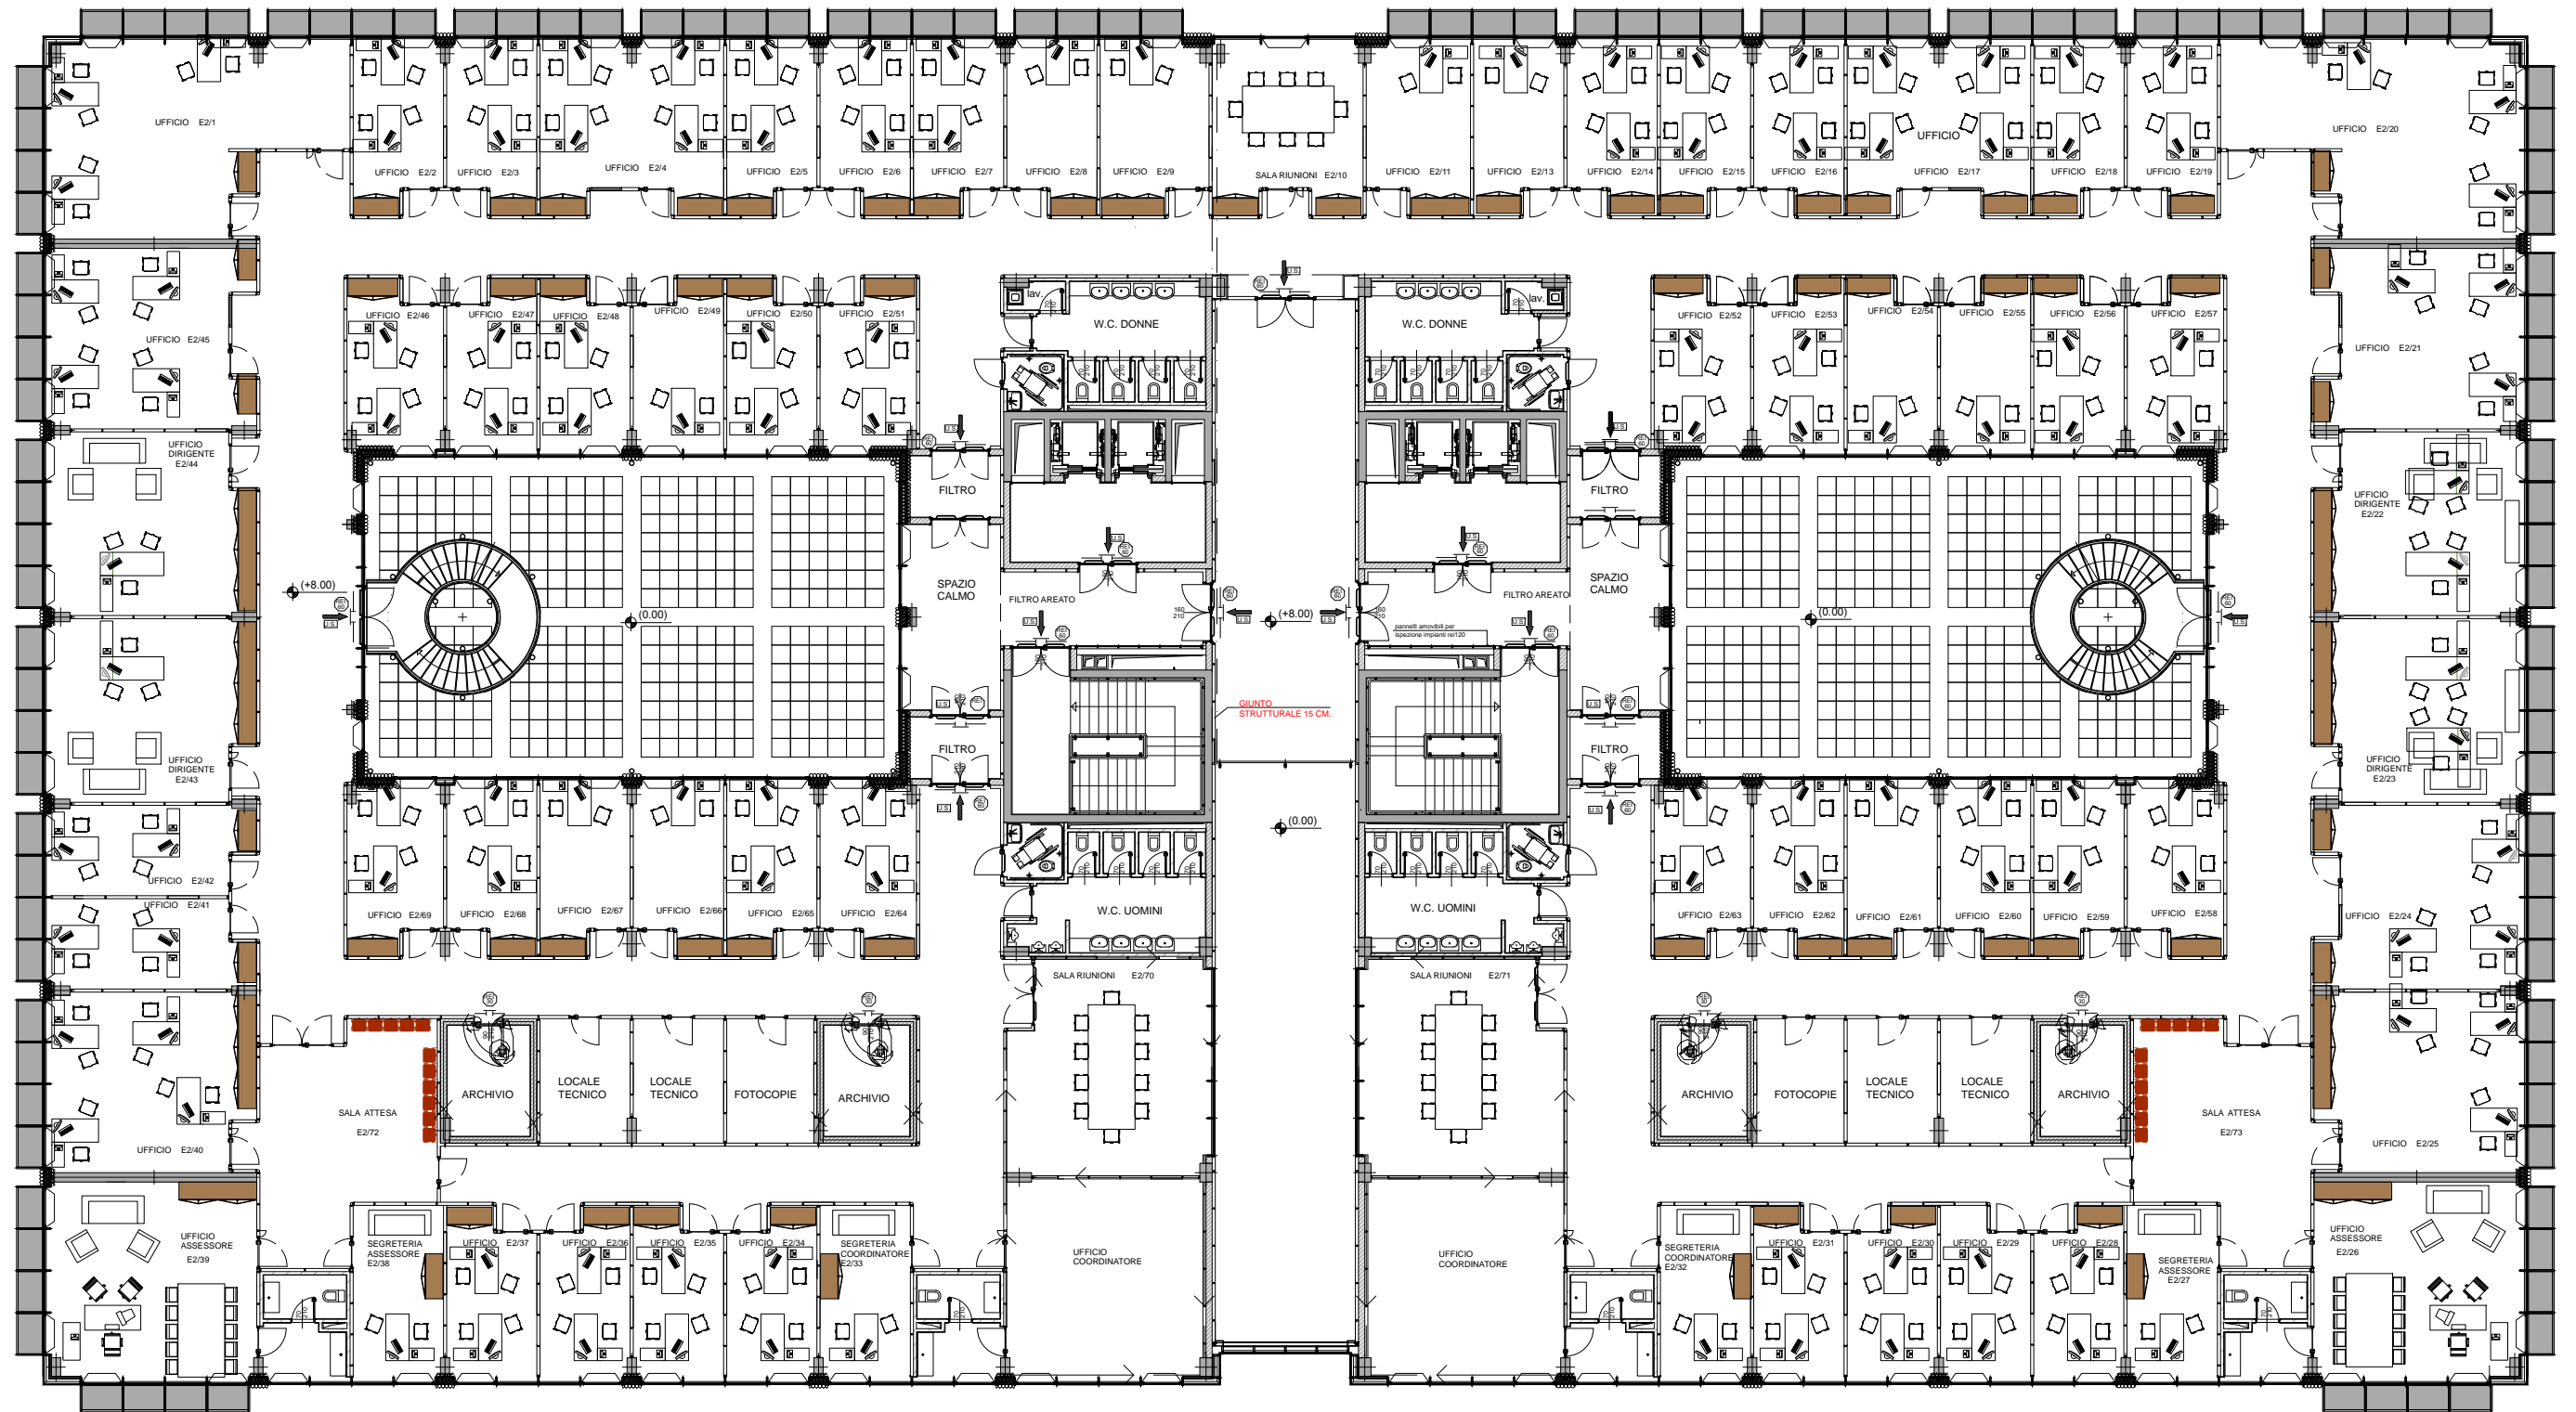 UFFICIO E2/1
UFFICIO E2/2
UFFICIO E2/3
UFFICIO E2/4
UFFICIO E2/5
UFFICIO E2/6
UFFICIO E2/7
UFFICIO E2/8
UFFICIO E2/9
SALA RIUNIONI E2/10
UFFICIO E2/11
UFFICIO E2/13
UFFICIO E2/14
UFFICIO E2/15
UFFICIO E2/16
UFFICIO
UFFICIO E2/17
UFFICIO E2/18
UFFICIO E2/19
UFFICIO E2/20
UFFICIO E2/45
UFFICIO E2/46
UFFICIO E2/47
UFFICIO E2/48
UFFICIO E2/49
UFFICIO E2/50
UFFICIO E2/51
lav.
W.C. DONNE
W.C. DONNE
lav.
UFFICIO E2/52
UFFICIO E2/53
UFFICIO E2/54
UFFICIO E2/55
UFFICIO E2/56
UFFICIO E2/57
UFFICIO E2/21
UFFICIO
DIRIGENTE
E2/44
FILTRO
FILTRO
UFFICIO
DIRIGENTE
E2/22
(+8.00)
(0.00)
SPAZIO
CALMO
FILTRO AREATO
160
210
(+8.00)
160
210
FILTRO AREATO
pannelli amovibili per
ispezione impianti rei120
SPAZIO
CALMO
(0.00)
GIUNTO
STRUTTURALE 15 CM.
UFFICIO
DIRIGENTE
E2/43
FILTRO
FILTRO
UFFICIO
DIRIGENTE
E2/23
(0.00)
UFFICIO E2/42
UFFICIO E2/41
UFFICIO E2/69
UFFICIO E2/68
UFFICIO E2/67
UFFICIO E2/66
UFFICIO E2/65
UFFICIO E2/64
W.C. UOMINI
W.C. UOMINI
UFFICIO E2/63
UFFICIO E2/62
UFFICIO E2/61
UFFICIO E2/60
UFFICIO E2/59
UFFICIO E2/58
UFFICIO E2/24
SALA RIUNIONI E2/70
SALA RIUNIONI E2/71
SALA ATTESA
E2/72
ARCHIVIO
LOCALE
TECNICO
LOCALE
TECNICO
FOTOCOPIE
ARCHIVIO
ARCHIVIO
FOTOCOPIE
LOCALE
TECNICO
LOCALE
TECNICO
ARCHIVIO
SALA ATTESA
E2/73
UFFICIO E2/40
UFFICIO E2/25
UFFICIO
ASSESSORE
E2/39
SEGRETERIA
ASSESSORE
E2/38
UFFICIO E2/37
UFFICIO E2/36
UFFICIO E2/35
UFFICIO E2/34
SEGRETERIA
COORDINATORE
E2/33
UFFICIO
COORDINATORE
UFFICIO
COORDINATORE
SEGRETERIA
COORDINATORE
E2/32
UFFICIO E2/31
UFFICIO E2/30
UFFICIO E2/29
UFFICIO E2/28
SEGRETERIA
ASSESSORE
E2/27
UFFICIO
ASSESSORE
E2/26